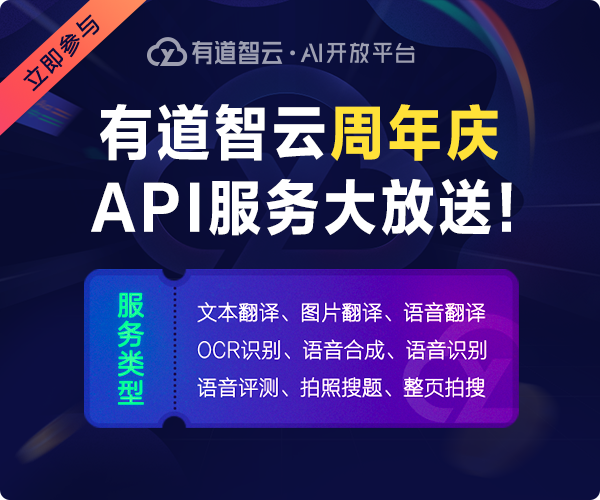 立即参与
有道智云·AI开放平台
有道智云周年庆
API服务大放送!
服务类型
文本翻译、图片翻译、语音翻译
OCR识别、语音合成、语音识别
语音评测、拍照搜题、整页拍搜